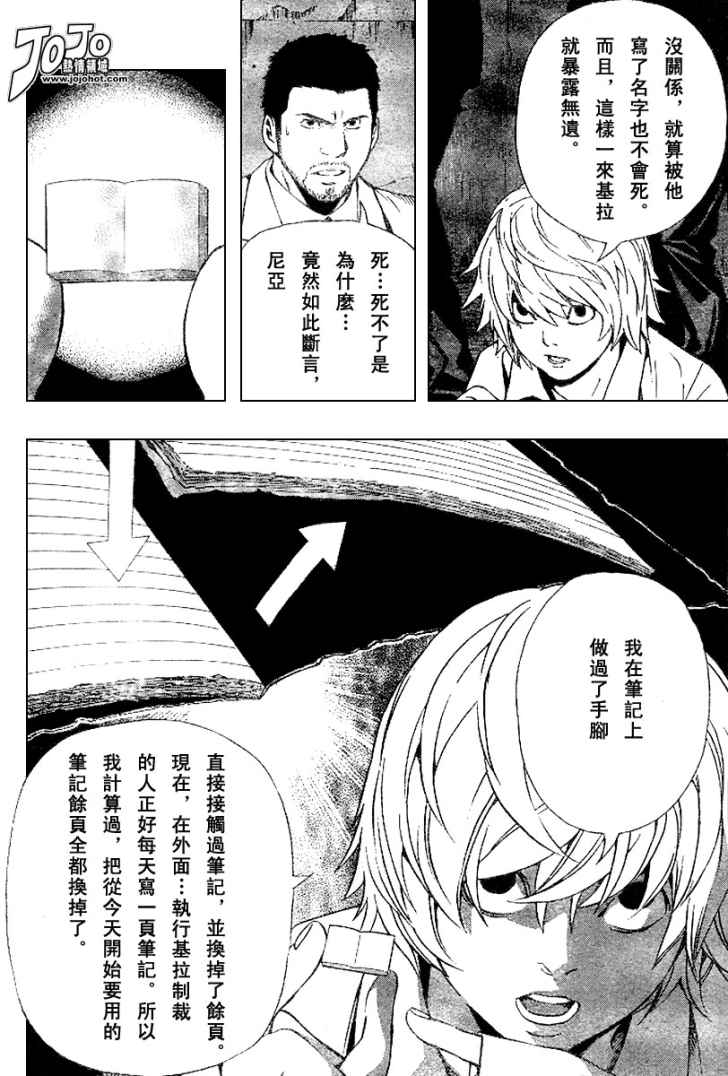 JOJO
熱情領域
www.jojohot.com
沒關係，就算被他
寫了名字也不會死。
而且，這樣一來基拉
就暴露無遺。
死…死不了是
為什麼…
竟然如此斷言，
尼亞
我在筆記上
做過了手腳
直接接觸過筆記，並換掉了餘頁。
現在，在外面…執行基拉制裁
的人正好每天寫一頁筆記。所以
我計算過，把從今天開始要用的
筆記餘頁全都換掉了。